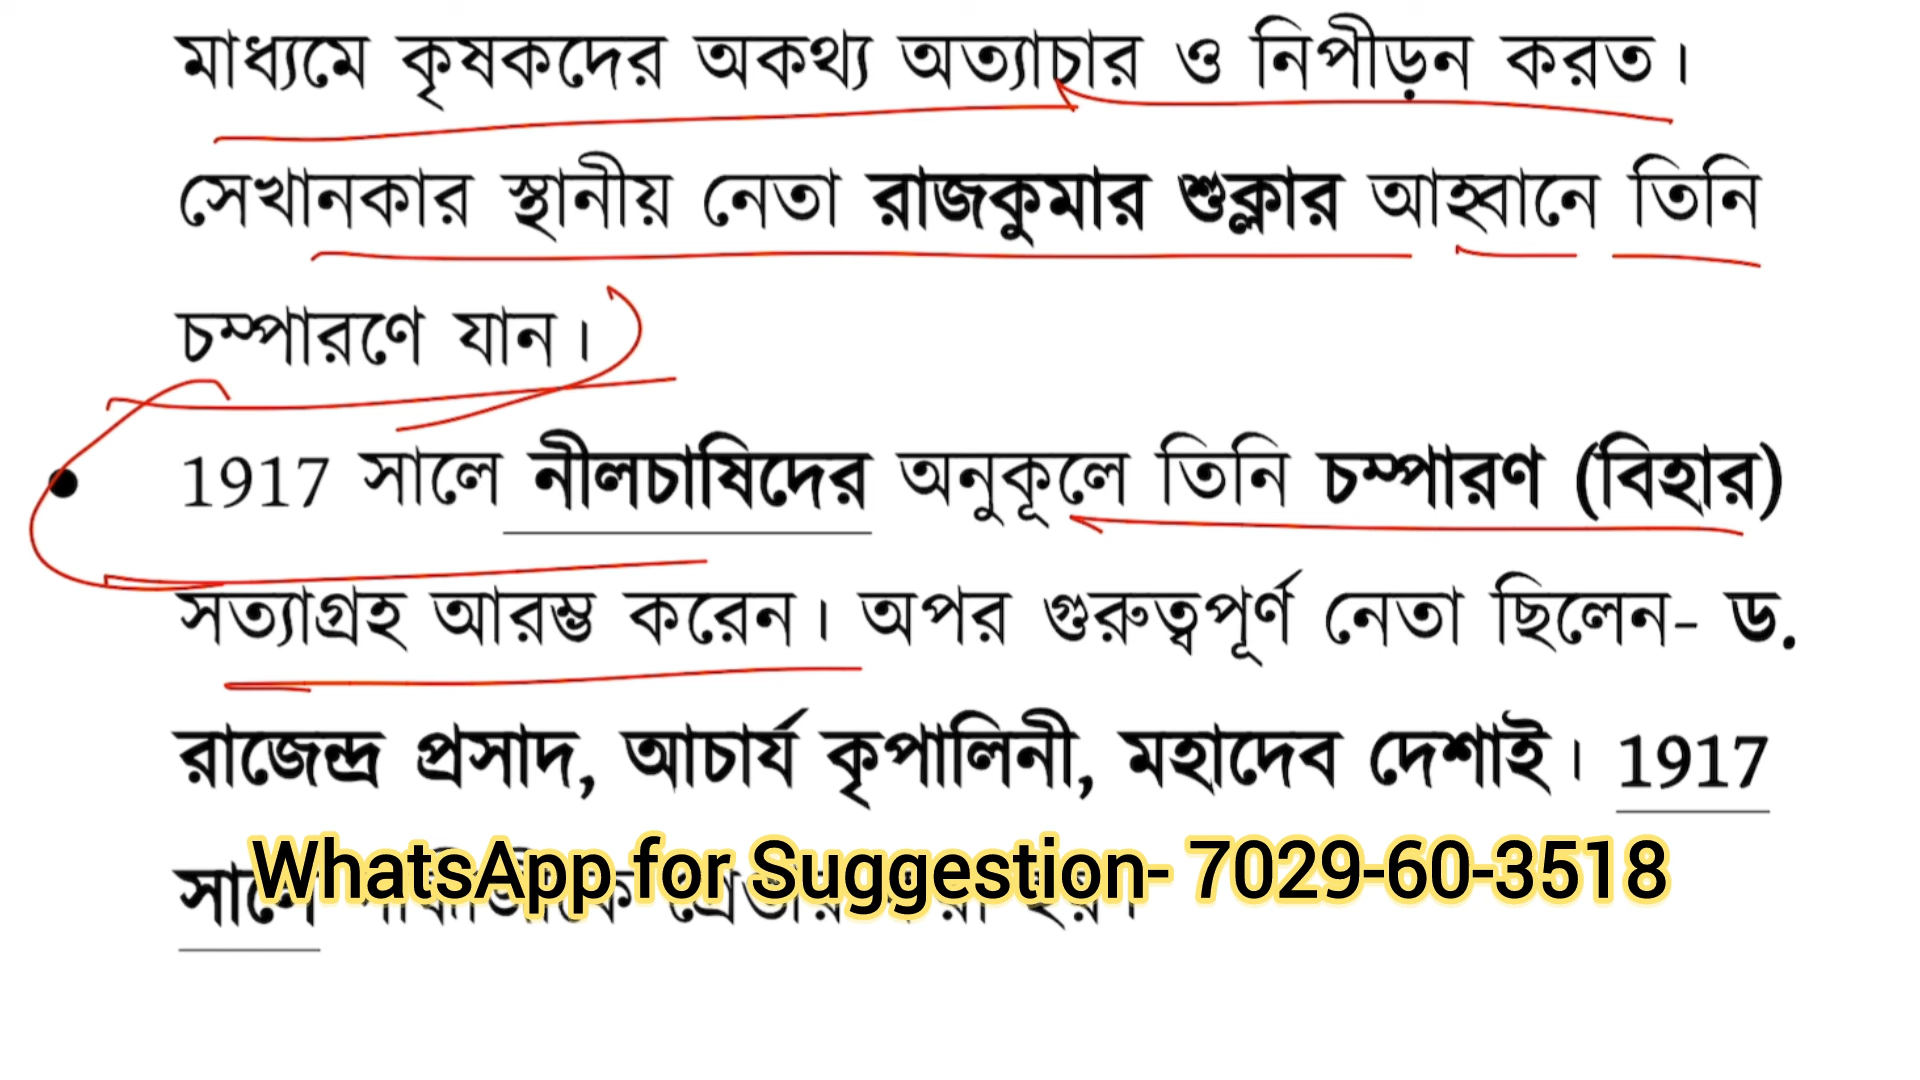 মাধ্যমে কৃষকদের অকথ্য অত্যাচার ও নিপীড়ন করত।
সেখানকার স্থানীয় নেতা রাজকুমার শুক্লার আহ্বানে তিনি
চম্পারণে যান।
● 1917 সালে নীলচাষিদের অনুকূলে তিনি চম্পারণ (বিহার)
সত্যাগ্রহ আরম্ভ করেন। অপর গুরুত্বপূর্ণ নেতা ছিলেন- ড.
রাজেন্দ্র প্রসাদ, আচার্য কৃপালিনী, মহাদেব দেশাই। 1917
সালে
WhatsApp for Suggestion- 7029-60-3518